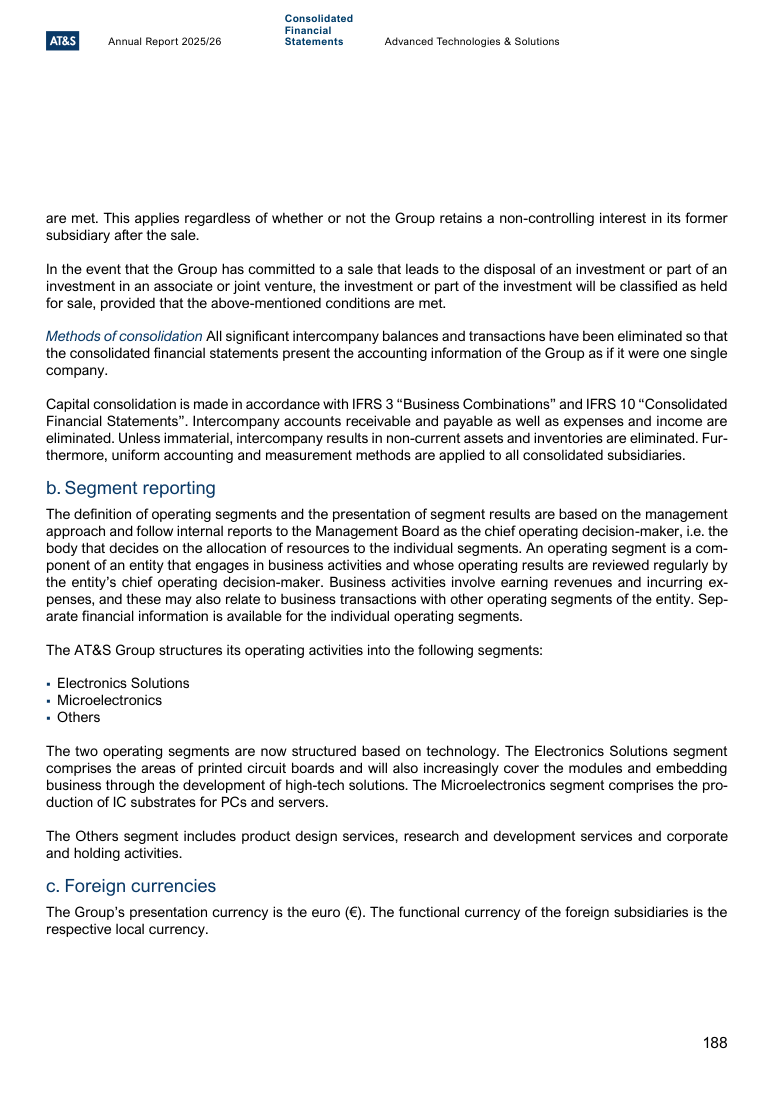 AT&S
Annual Report 2025/26
Consolidated
Financial
Statements
Advanced Technologies & Solutions
are met. This applies regardless of whether or not the Group retains a non-controlling interest in its former
subsidiary after the sale.
In the event that the Group has committed to a sale that leads to the disposal of an investment or part of an
investment in an associate or joint venture, the investment or part of the investment will be classified as held
for sale, provided that the above-mentioned conditions are met.
Methods of consolidation All significant intercompany balances and transactions have been eliminated so that
the consolidated financial statements present the accounting information of the Group as if it were one single
company.
Capital consolidation is made in accordance with IFRS 3 “Business Combinations” and IFRS 10 “Consolidated
Financial Statements”. Intercompany accounts receivable and payable as well as expenses and income are
eliminated. Unless immaterial, intercompany results in non-current assets and inventories are eliminated. Fur-
thermore, uniform accounting and measurement methods are applied to all consolidated subsidiaries.
b. Segment reporting
The definition of operating segments and the presentation of segment results are based on the management
approach and follow internal reports to the Management Board as the chief operating decision-maker, i.e. the
body that decides on the allocation of resources to the individual segments. An operating segment is a com-
ponent of an entity that engages in business activities and whose operating results are reviewed regularly by
the entity’s chief operating decision-maker. Business activities involve earning revenues and incurring ex-
penses, and these may also relate to business transactions with other operating segments of the entity. Sep-
arate financial information is available for the individual operating segments.
The AT&S Group structures its operating activities into the following segments:
▪ Electronics Solutions
▪ Microelectronics
▪ Others
The two operating segments are now structured based on technology. The Electronics Solutions segment
comprises the areas of printed circuit boards and will also increasingly cover the modules and embedding
business through the development of high-tech solutions. The Microelectronics segment comprises the pro-
duction of IC substrates for PCs and servers.
The Others segment includes product design services, research and development services and corporate
and holding activities.
c. Foreign currencies
The Group’s presentation currency is the euro (€). The functional currency of the foreign subsidiaries is the
respective local currency.
188